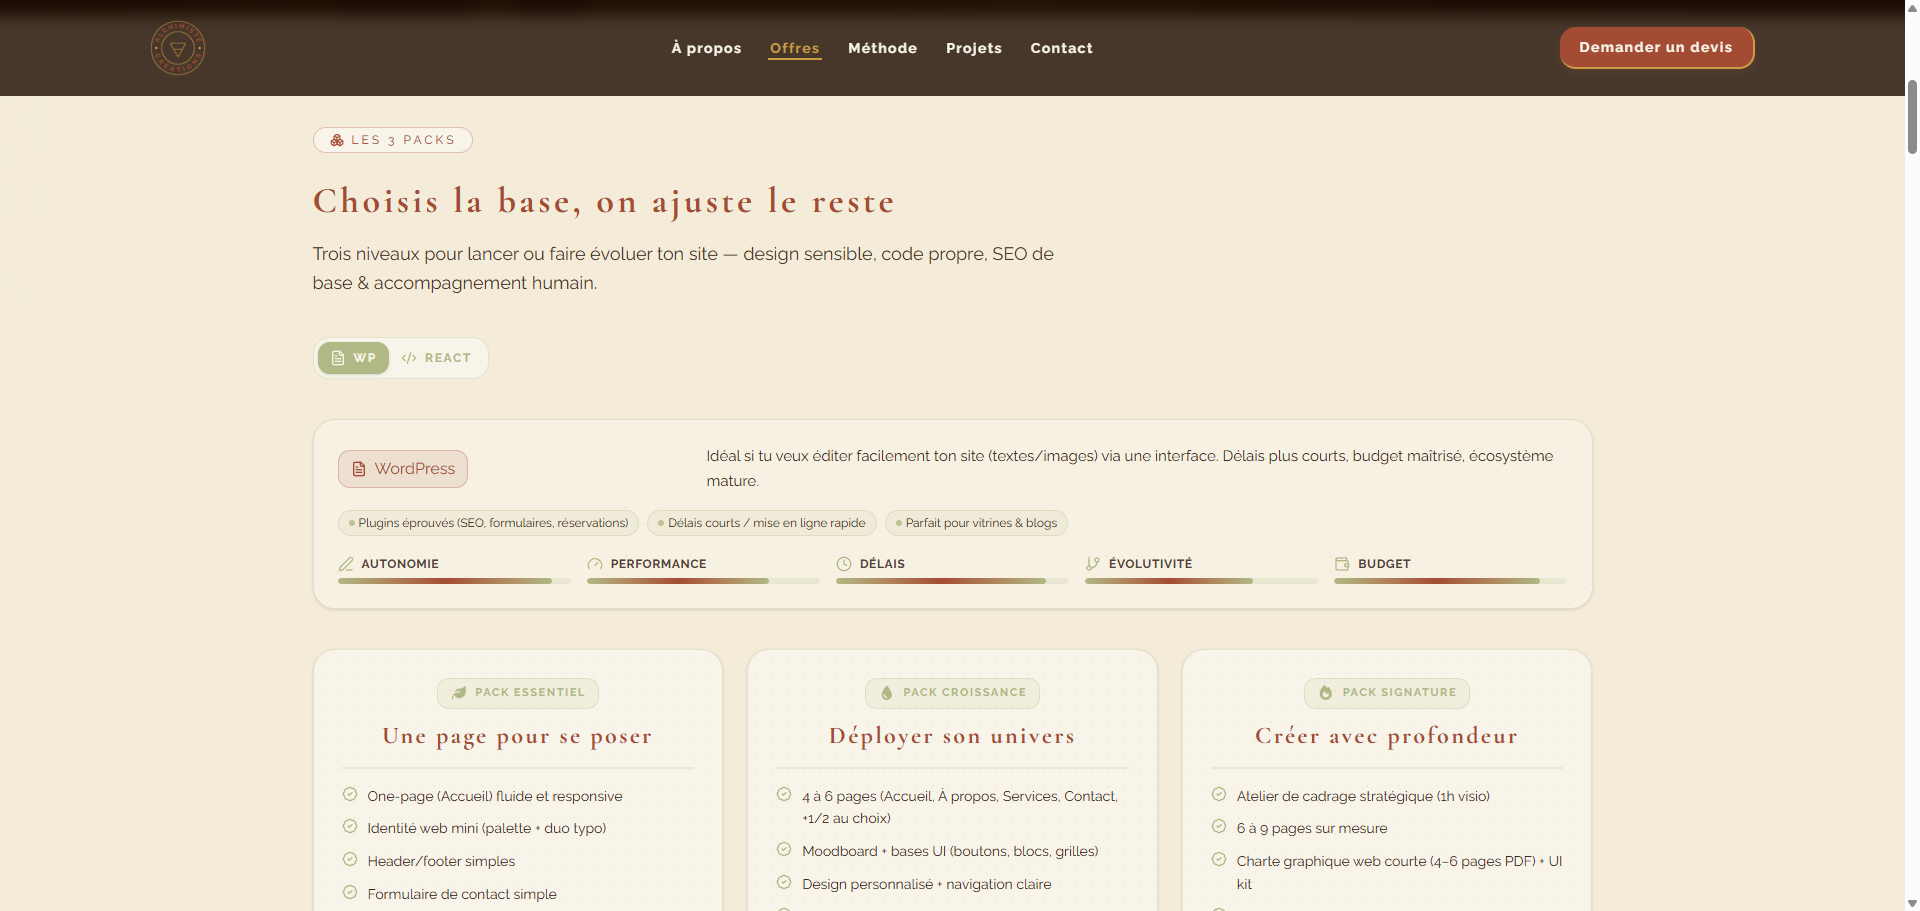 ALCHIMISTE
CREATIONS
À propos
Offres
Méthode
Projets
Contact
Demander un devis
LES 3 PACKS
Choisis la base, on ajuste le reste
Trois niveaux pour lancer ou faire évoluer ton site — design sensible, code propre, SEO de
base & accompagnement humain.
WP
REACT
WordPress
Idéal si tu veux éditer facilement ton site (textes/images) via une interface. Délais plus courts, budget maîtrisé, écosystème
mature.
Plugins éprouvés (SEO, formulaires, réservations)
Délais courts / mise en ligne rapide
Parfait pour vitrines & blogs
AUTONOMIE
PERFORMANCE
DÉLAIS
ÉVOLUTIVITÉ
BUDGET
PACK ESSENTIEL
Une page pour se poser
One-page (Accueil) fluide et responsive
Identité web mini (palette + duo typo)
Header/footer simples
Formulaire de contact simple
PACK CROISSANCE
Déployer son univers
4 à 6 pages (Accueil, À propos, Services, Contact,
+1/2 au choix)
Moodboard + bases UI (boutons, blocs, grilles)
Design personnalisé + navigation claire
PACK SIGNATURE
Créer avec profondeur
Atelier de cadrage stratégique (1h visio)
6 à 9 pages sur mesure
Charte graphique web courte (4–6 pages PDF) + UI
kit